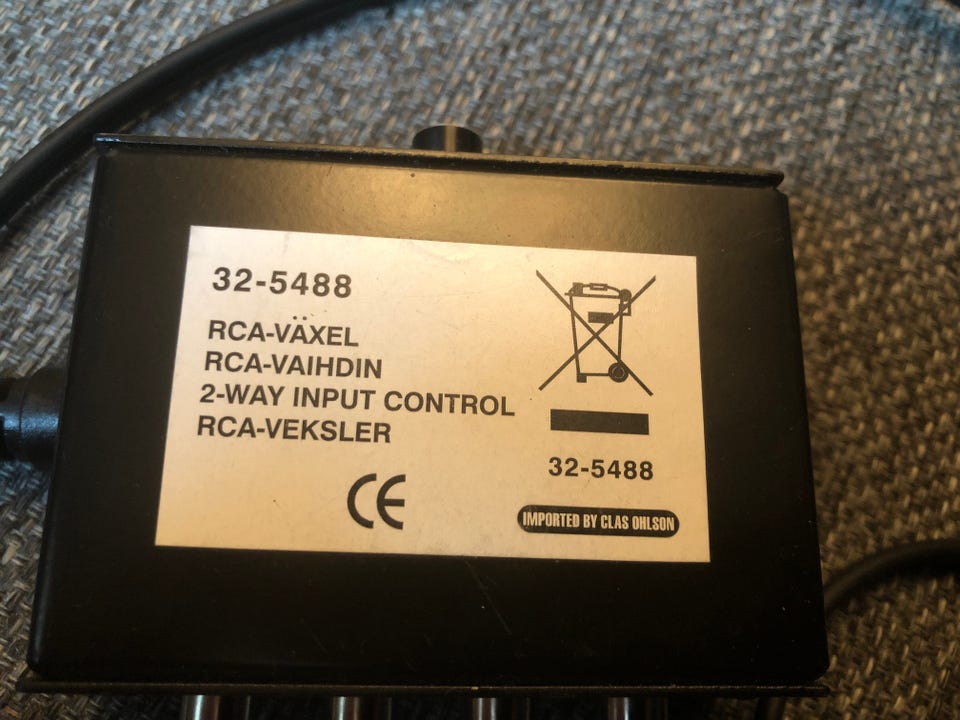 32-5488
RCA-VÄXEL
RCA-VAIHDIN
2-WAY INPUT CONTROL
RCA-VEKSLER
CE
32-5488
IMPORTED BY CLAS OHLSON